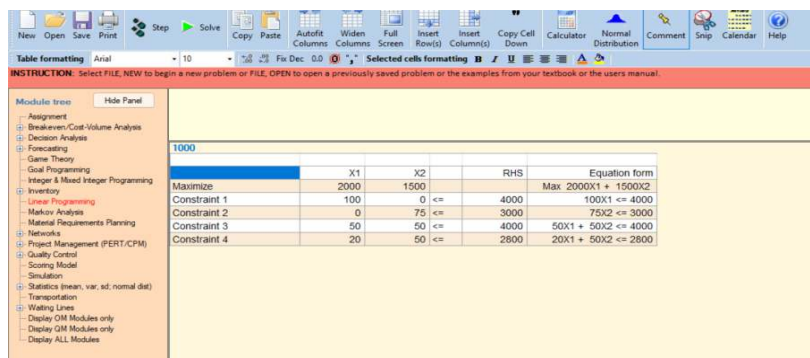 New Open Save Print Step Solve Copy Paste Autofit Columns Widen Columns Full Screen Insert Row(s) Insert Column(s) Copy Cell Down Calculator Normal Distribution Comment Snip Calendar Help
Table formatting Arial 10 Fix Dec 0.0 0 "," Selected cells formatting B I U A
INSTRUCTION: Select FILE, NEW to begin a new problem or FILE, OPEN to open a previously saved problem or the examples from your textbook or the users manual.
Module tree Hide Panel
Assignment
Breakeven/Cost-Volume Analysis
Decision Analysis
Forecasting
Game Theory
Goal Programming
Integer & Mixed Integer Programming
Inventory
Linear Programming
Markov Analysis
Material Requirements Planning
Networks
Project Management (PERT/CPM)
Quality Control
Scoring Model
Simulation
Statistics (mean, var, sd; normal dist)
Transportation
Waiting Lines
Display OM Modules only
Display QM Modules only
Display ALL Modules
1000
X1 X2 RHS Equation form
Maximize 2000 1500 Max 2000X1 + 1500X2
Constraint 1 100 0 <= 4000 100X1 <= 4000
Constraint 2 0 75 <= 3000 75X2 <= 3000
Constraint 3 50 50 <= 4000 50X1 + 50X2 <= 4000
Constraint 4 20 50 <= 2800 20X1 + 50X2 <= 2800